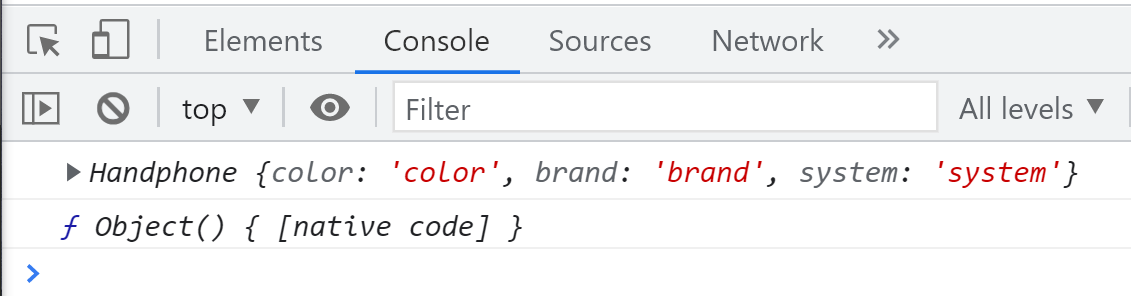 Elements Console Sources Network
top Filter All levels
Handphone {color: 'color', brand: 'brand', system: 'system'}
ƒ Object() { [native code] }